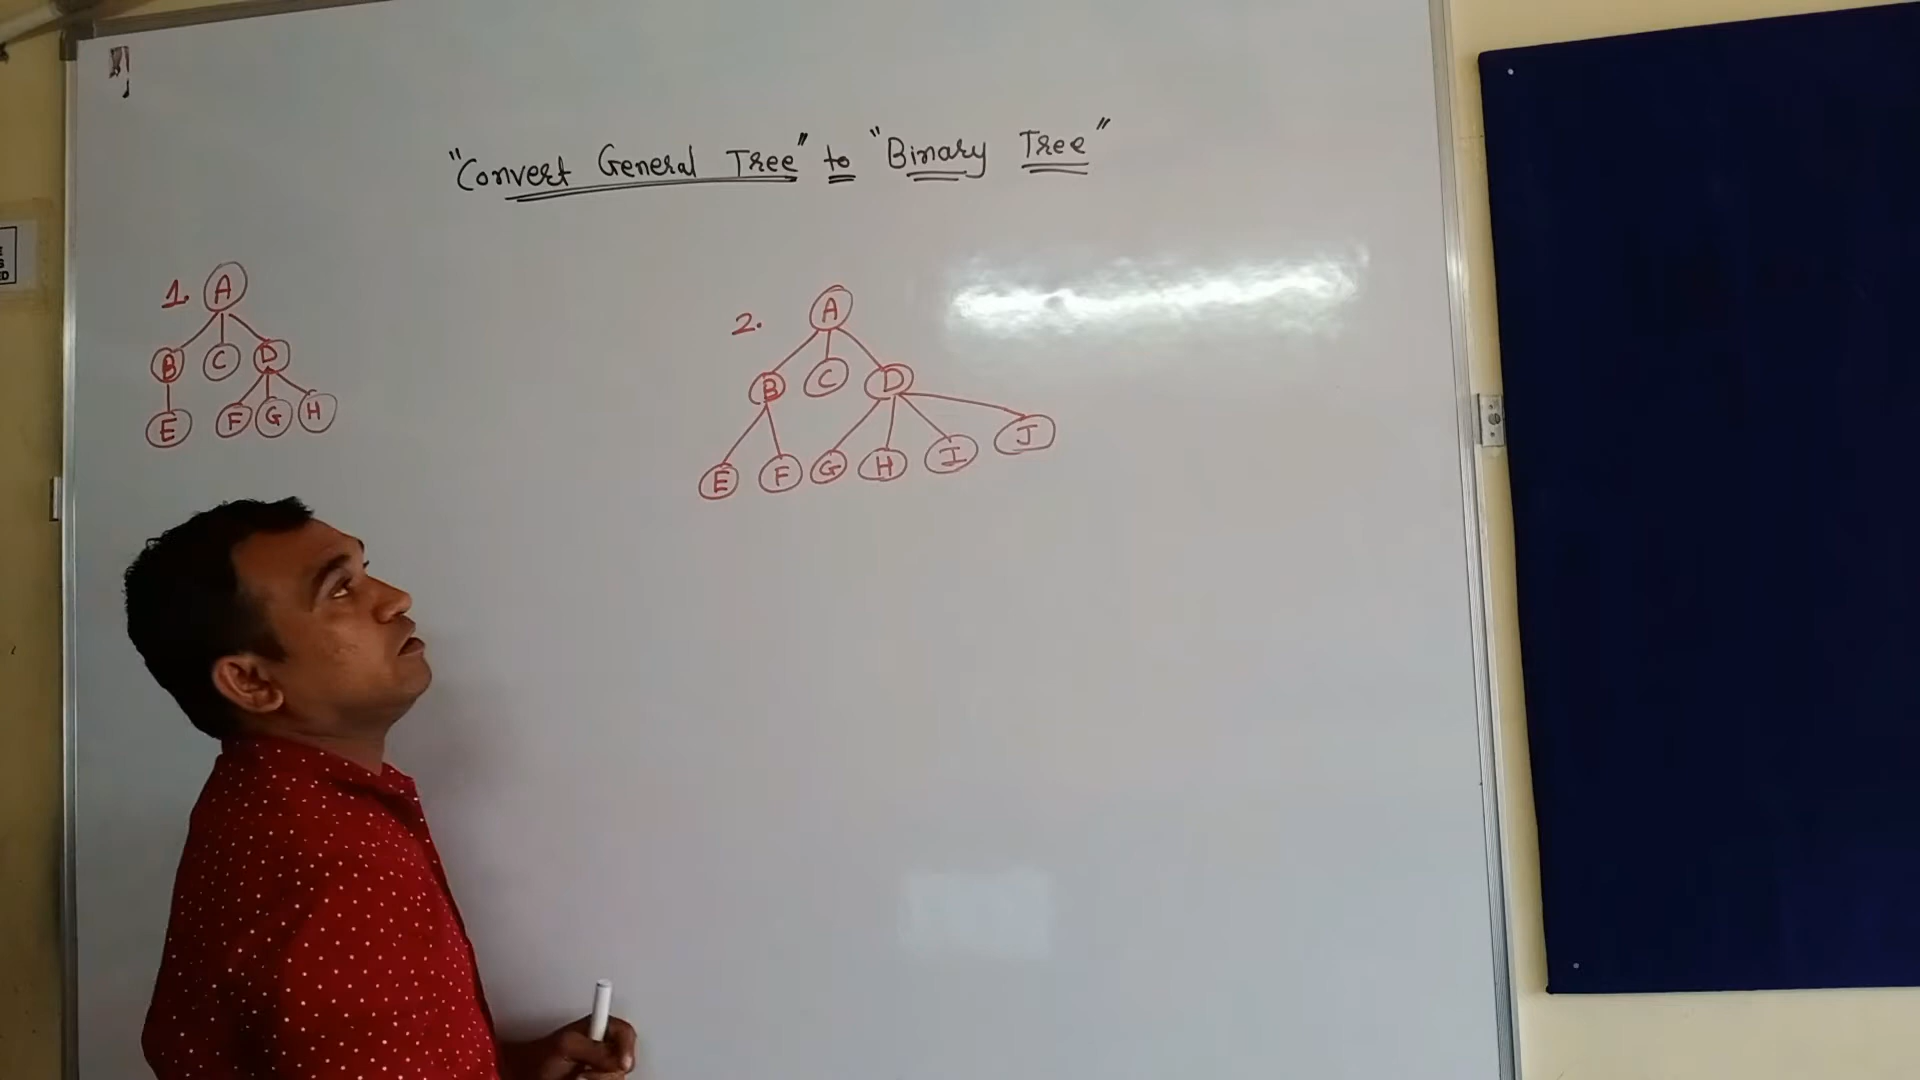 "Convert General Tree" to "Binary Tree"
1. A
B C D
E F G H
2. A
B C D
E F G H I J